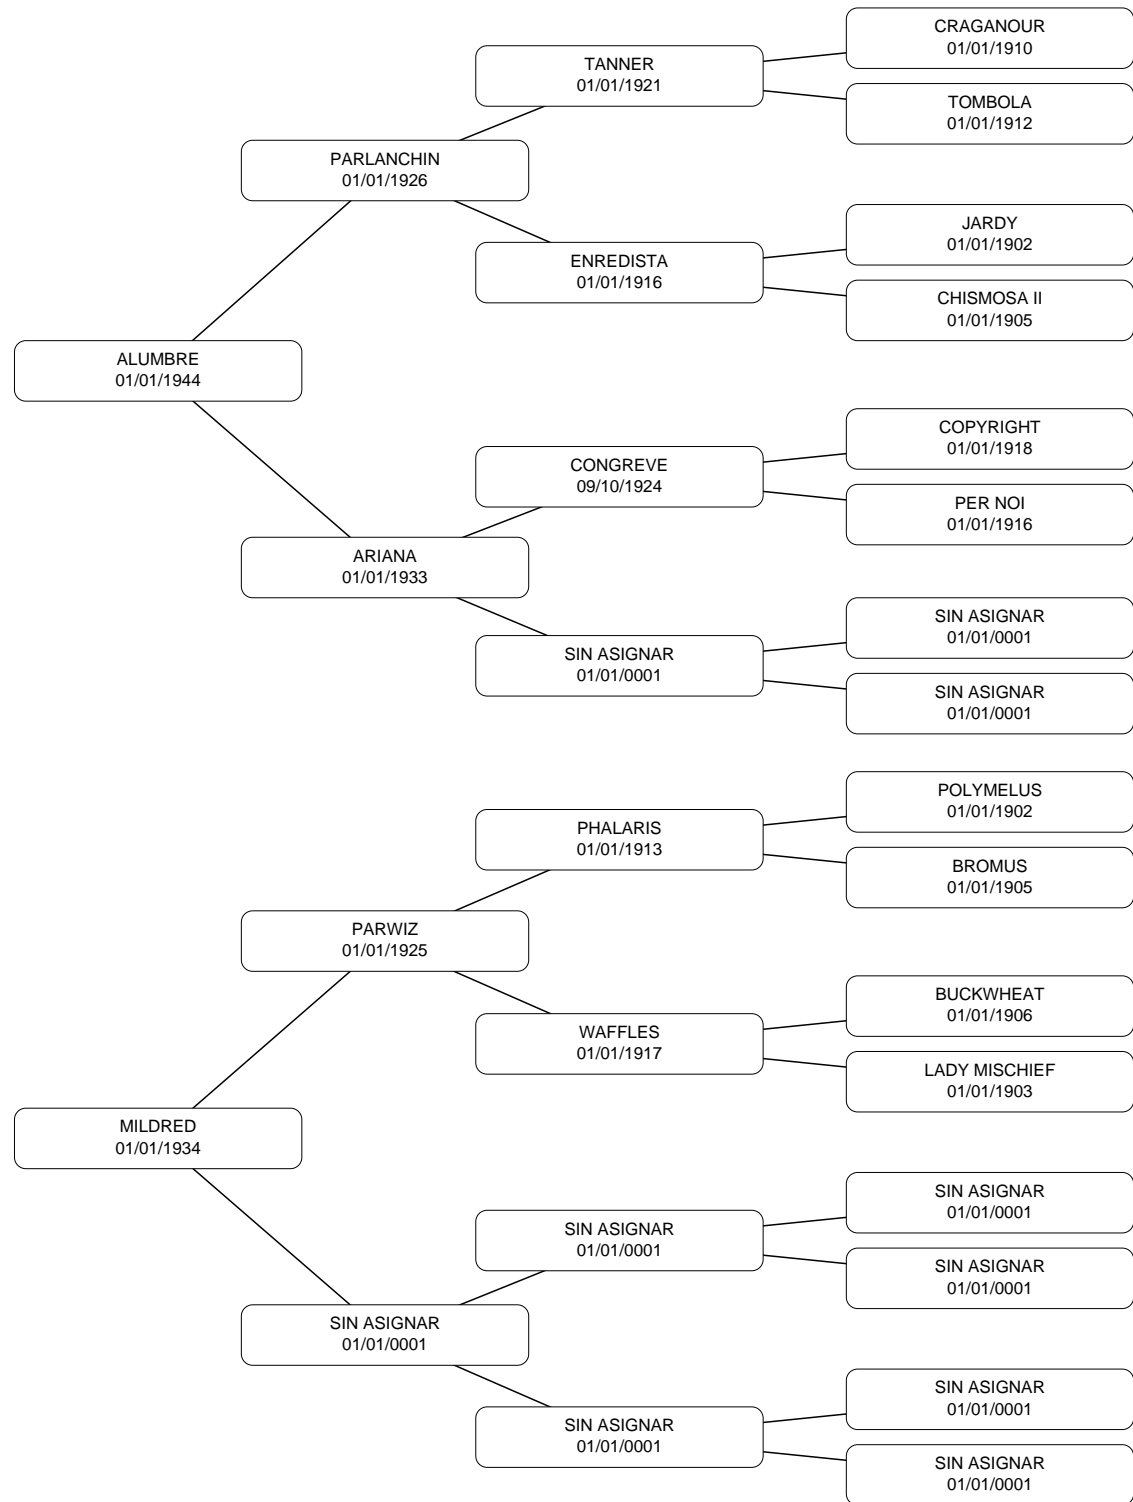 CRAGANOUR
01/01/1910
TANNER
01/01/1921
TOMBOLA
01/01/1912
PARLANCHIN
01/01/1926
JARDY
01/01/1902
ENREDISTA
01/01/1916
CHISMOSA II
01/01/1905
ALUMBRE
01/01/1944
COPYRIGHT
01/01/1918
CONGREVE
09/10/1924
PER NOI
01/01/1916
ARIANA
01/01/1933
SIN ASIGNAR
01/01/0001
SIN ASIGNAR
01/01/0001
SIN ASIGNAR
01/01/0001
POLYMELUS
01/01/1902
PHALARIS
01/01/1913
BROMUS
01/01/1905
PARWIZ
01/01/1925
BUCKWHEAT
01/01/1906
WAFFLES
01/01/1917
LADY MISCHIEF
01/01/1903
MILDRED
01/01/1934
SIN ASIGNAR
01/01/0001
SIN ASIGNAR
01/01/0001
SIN ASIGNAR
01/01/0001
SIN ASIGNAR
01/01/0001
SIN ASIGNAR
01/01/0001
SIN ASIGNAR
01/01/0001
SIN ASIGNAR
01/01/0001